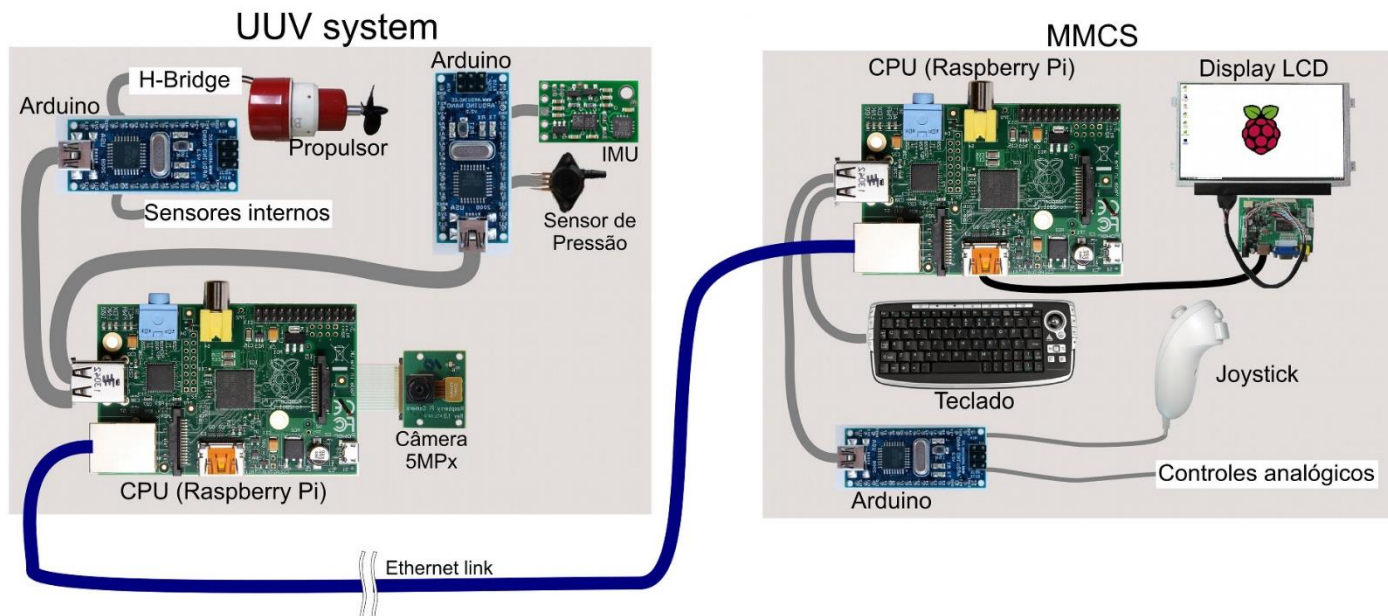 UUV system
MMCS
Arduino
H-Bridge
Propulsor
Sensores internos
Arduino
IMU
Sensor de
Pressão
Câmera
5MPx
CPU (Raspberry Pi)
CPU (Raspberry Pi)
Display LCD
Teclado
Joystick
Arduino
Controles analógicos
Ethernet link